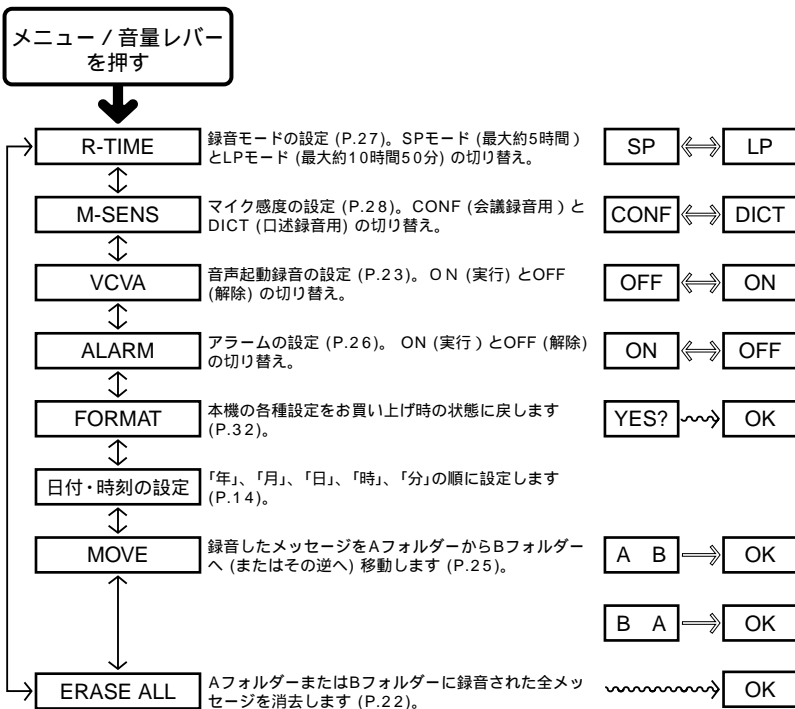 メニュー / 音量レバー
を押す
R-TIME
録音モードの設定 (P.27)。SPモード (最大約5時間)
とLPモード (最大約10時間50分) の切り替え。
SP
LP
M-SENS
マイク感度の設定 (P.28)。CONF (会議録音用) と
DICT (口述録音用) の切り替え。
CONF
DICT
VCVA
音声起動録音の設定 (P.23)。ON (実行) とOFF
(解除) の切り替え。
OFF
ON
ALARM
アラームの設定 (P.26)。 ON (実行) とOFF (解除)
の切り替え。
ON
OFF
FORMAT
本機の各種設定をお買い上げ時の状態に戻します
(P.32)。
YES?
OK
日付・時刻の設定
「年」、「月」、「日」、「時」、「分」の順に設定します
(P.14)。
MOVE
録音したメッセージをAフォルダーからBフォルダー
へ (またはその逆へ) 移動します (P.25)。
A B
OK
B A
OK
ERASE ALL
AフォルダーまたはBフォルダーに録音された全メッ
セージを消去します (P.22)。
OK